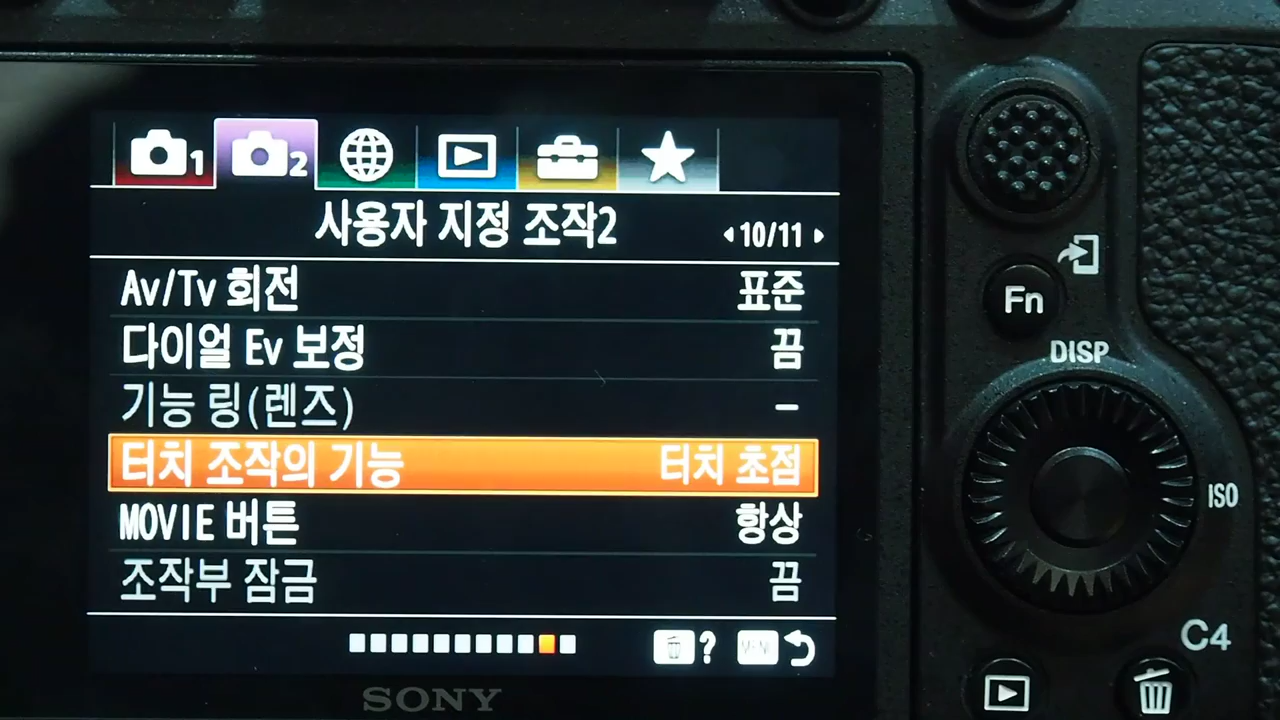 1
2
사용자 지정 조작2
10/11
Av/Tv 회전 표준
다이얼 Ev 보정 끔
기능 링(렌즈) –
터치 조작의 기능 터치 초점
MOVIE 버튼 항상
조작부 잠금 끔
? MENU
SONY
Fn
DISP
ISO
C4